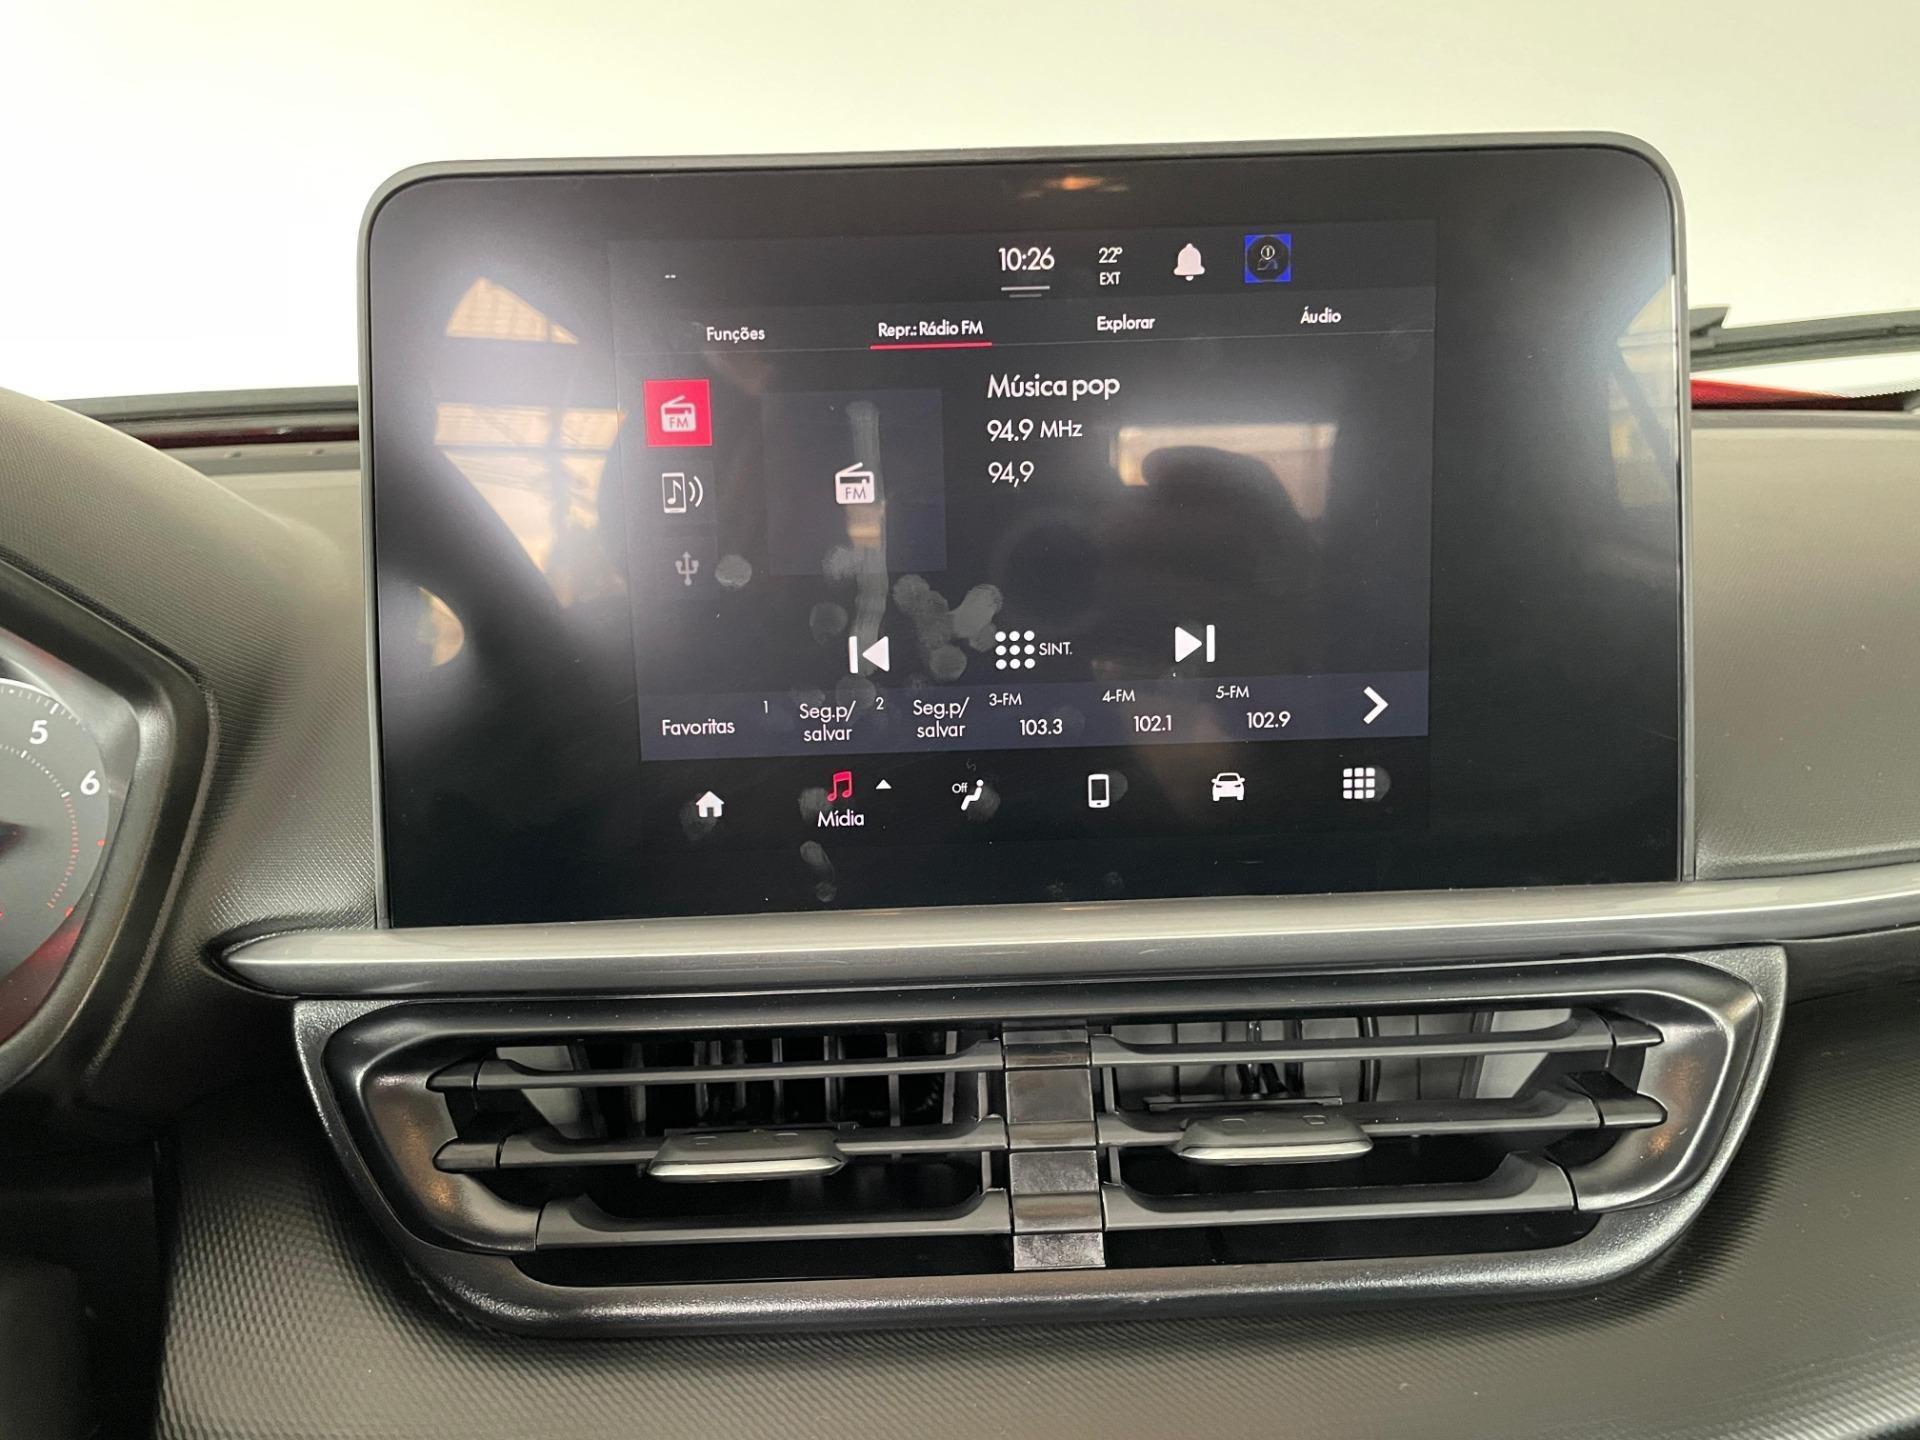 --
10:26
22°
EXT
Funções
Repr.: Rádio FM
Explorar
Áudio
FM
FM
Música pop
94.9 MHz
94,9
SINT.
Favoritas
1
Seg.p/
salvar
2
Seg.p/
salvar
3-FM
103.3
4-FM
102.1
5-FM
102.9
Mídia
Off
5
6